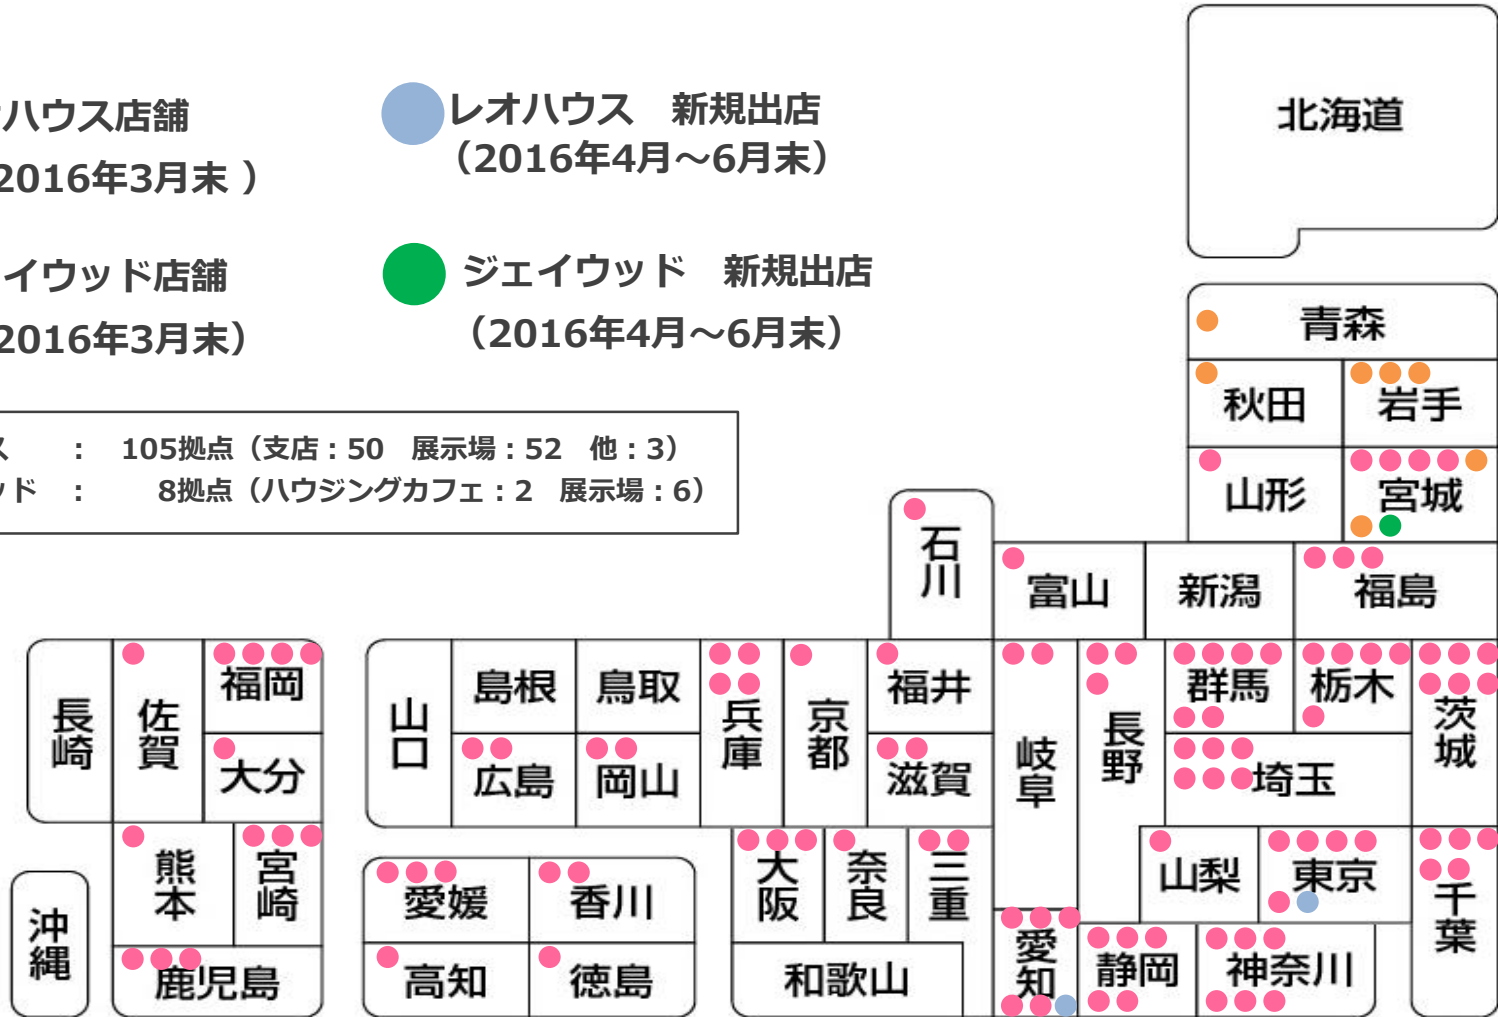 ハウス店舗
2016年3月末 ）
レオハウス　新規出店
（2016年4月～6月末）
イウッド店舗
2016年3月末）
ジェイウッド　新規出店
（2016年4月～6月末）
ス　：　105拠点（支店：50　展示場：52　他：3）
ッド　：　8拠点（ハウジングカフェ：2　展示場：6）
北海道
青森
秋田
岩手
山形
宮城
石川
富山
新潟
福島
長崎
佐賀
福岡
大分
熊本
宮崎
鹿児島
沖縄
山口
島根
鳥取
広島
岡山
兵庫
京都
福井
滋賀
岐阜
長野
群馬
栃木
茨城
埼玉
山梨
東京
千葉
愛媛
香川
高知
徳島
大阪
奈良
三重
和歌山
愛知
静岡
神奈川